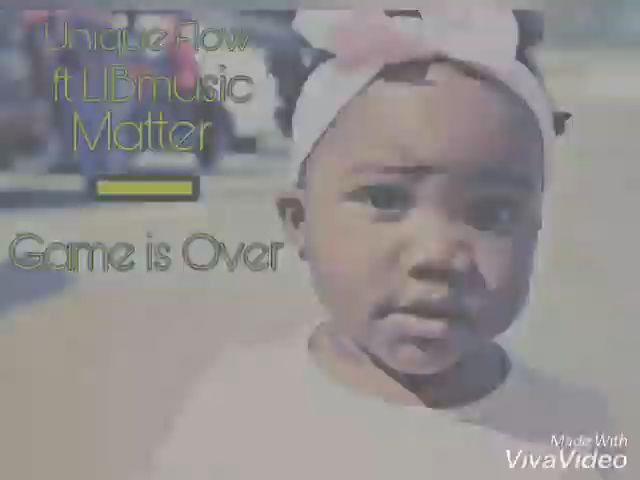 Unique Flow
ft LIBmusic
Matter
Game is Over
Made With
VivaVideo